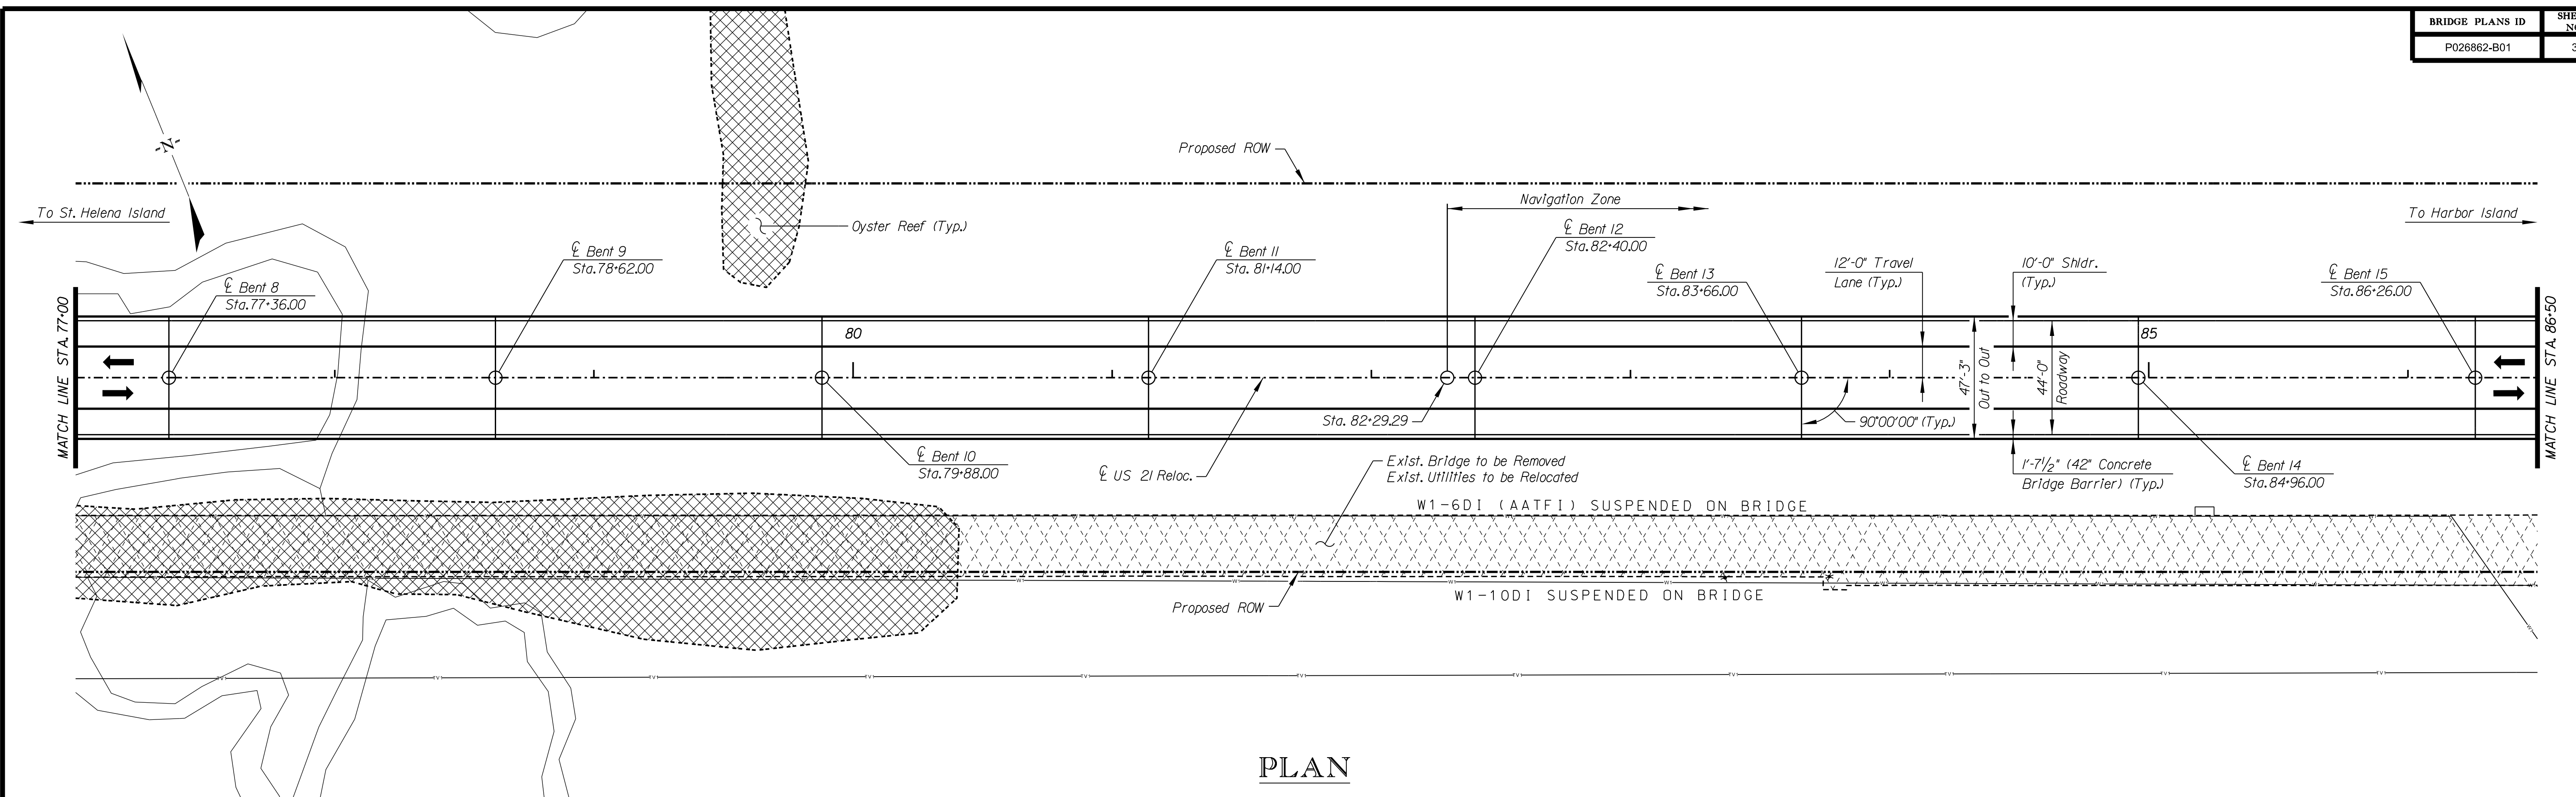 BRIDGE PLANS ID
P026862-B01
3
-N-
Proposed ROW
To St. Helena Island
Oyster Reef (Typ.)
Navigation Zone
To Harbor Island
℄ Bent 8
Sta.77+36.00
℄ Bent 9
Sta.78+62.00
℄ Bent 11
Sta. 81+14.00
℄ Bent 12
Sta.82+40.00
℄ Bent 13
Sta.83+66.00
12'-0" Travel
Lane (Typ.)
10'-0" Shldr.
(Typ.)
℄ Bent 15
Sta.86+26.00
MATCH LINE STA. 77+00
80
85
47'-3"
Out to Out
44'-0"
Roadway
MATCH LINE STA. 86+50
Sta. 82+29.29
90°00'00" (Typ.)
℄ Bent 10
Sta.79+88.00
℄ US 21 Reloc.
Exist. Bridge to be Removed
Exist. Utilities to be Relocated
1'-7½" (42" Concrete
Bridge Barrier) (Typ.)
℄ Bent 14
Sta.84+96.00
W1-6DI (AATFI) SUSPENDED ON BRIDGE
W1-10DI SUSPENDED ON BRIDGE
Proposed ROW
PLAN